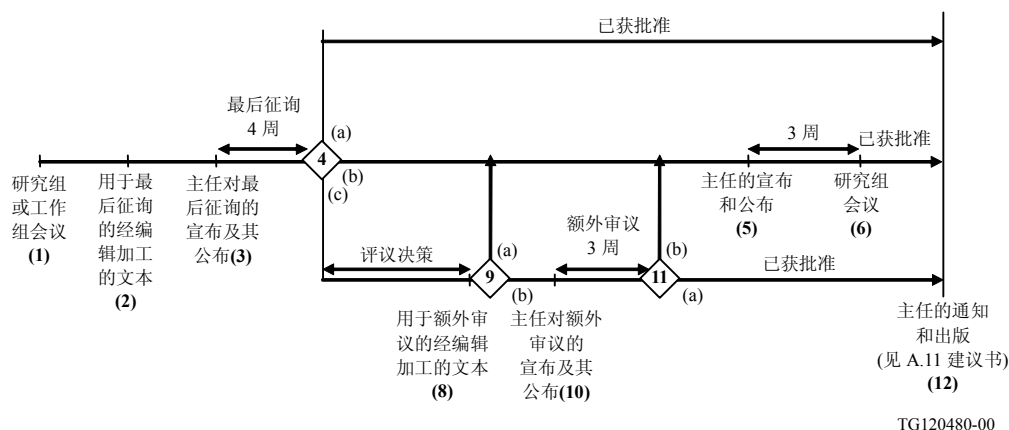 已获批准
最后征询
4 周
(a)
4
(b)
(c)
3 周
已获批准
研究组
或工作
组会议
(1)
用于最
后征询
的经编
辑加工
的文本
(2)
主任对最
后征询的
宣布及其
公布(3)
主任的宣布
和公布
(5)
研究组
会议
(6)
评议决策
(a)
9
(b)
额外审议
3 周
(b)
11
(a)
已获批准
用于额外审
议的经编辑
加工的文本
(8)
主任对额外
审议的
宣布及其
公布(10)
主任的通知
和出版
(见 A.11 建议书)
(12)
TG120480-00